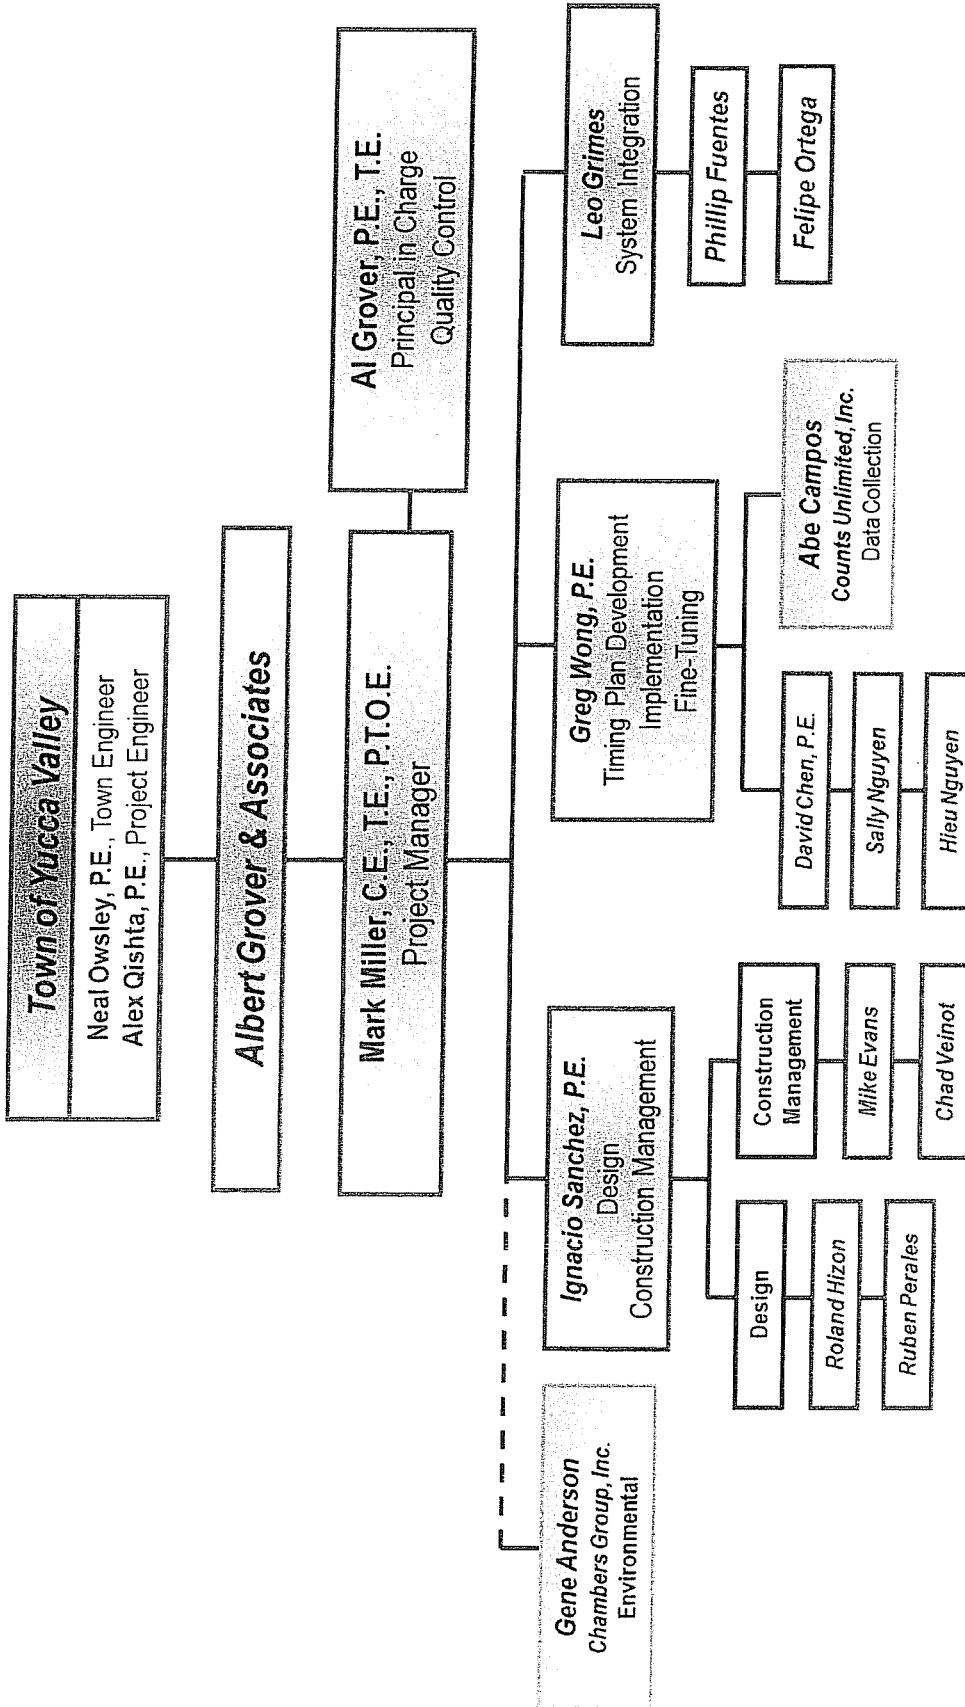 Town of Yucca Valley
Neal Owsley, P.E., Town Engineer
Alex Qishta, P.E., Project Engineer
Albert Grover & Associates
Mark Miller, C.E., T.E., P.T.O.E.
Project Manager
Al Grover, P.E., T.E.
Principal in Charge
Quality Control
Gene Anderson
Chambers Group, Inc.
Environmental
Ignacio Sanchez, P.E.
Design
Construction Management
Design
Roland Hizon
Ruben Perales
Construction
Management
Mike Evans
Chad Veinot
Greg Wong, P.E.
Timing Plan Development
Implementation
Fine-Tuning
David Chen, P.E.
Sally Nguyen
Hieu Nguyen
Abe Campos
Counts Unlimited, Inc.
Data Collection
Leo Grimes
System Integration
Phillip Fuentes
Felipe Ortega